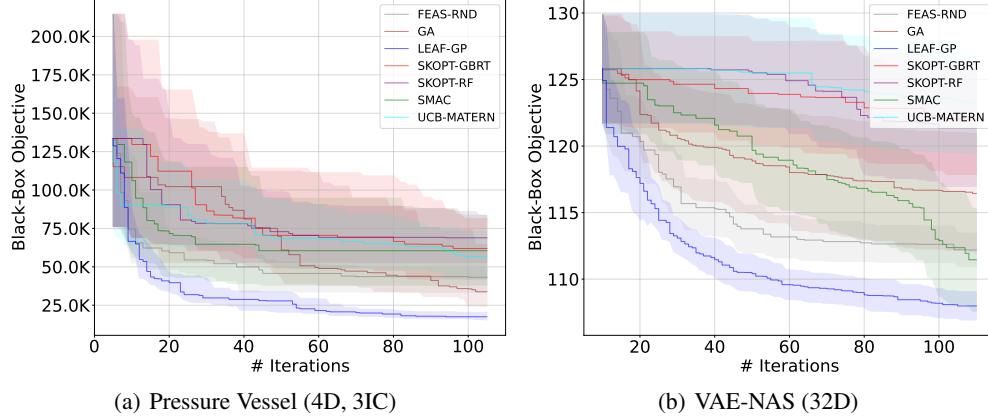 200.0K
175.0K
150.0K
125.0K
100.0K
75.0K
50.0K
25.0K
Black-Box Objective
0 20 40 60 80 100
# Iterations
FEAS-RND
GA
LEAF-GP
SKOPT-GBRT
SKOPT-RF
SMAC
UCB-MATERN
(a) Pressure Vessel (4D, 3IC)
130
125
120
115
110
Black-Box Objective
20 40 60 80 100
# Iterations
FEAS-RND
GA
LEAF-GP
SKOPT-GBRT
SKOPT-RF
SMAC
UCB-MATERN
(b) VAE-NAS (32D)